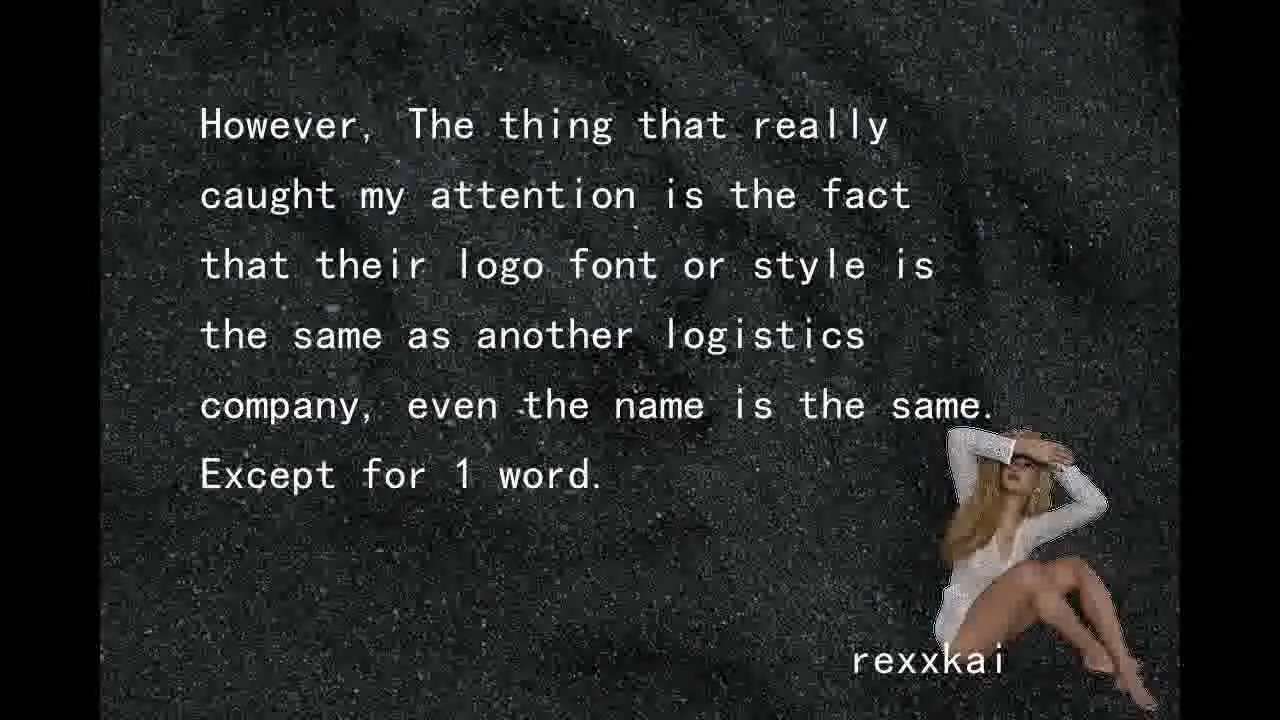 However, The thing that really
caught my attention is the fact
that their logo font or style is
the same as another logistics
company, even the name is the same.
Except for 1 word.
rexxkai